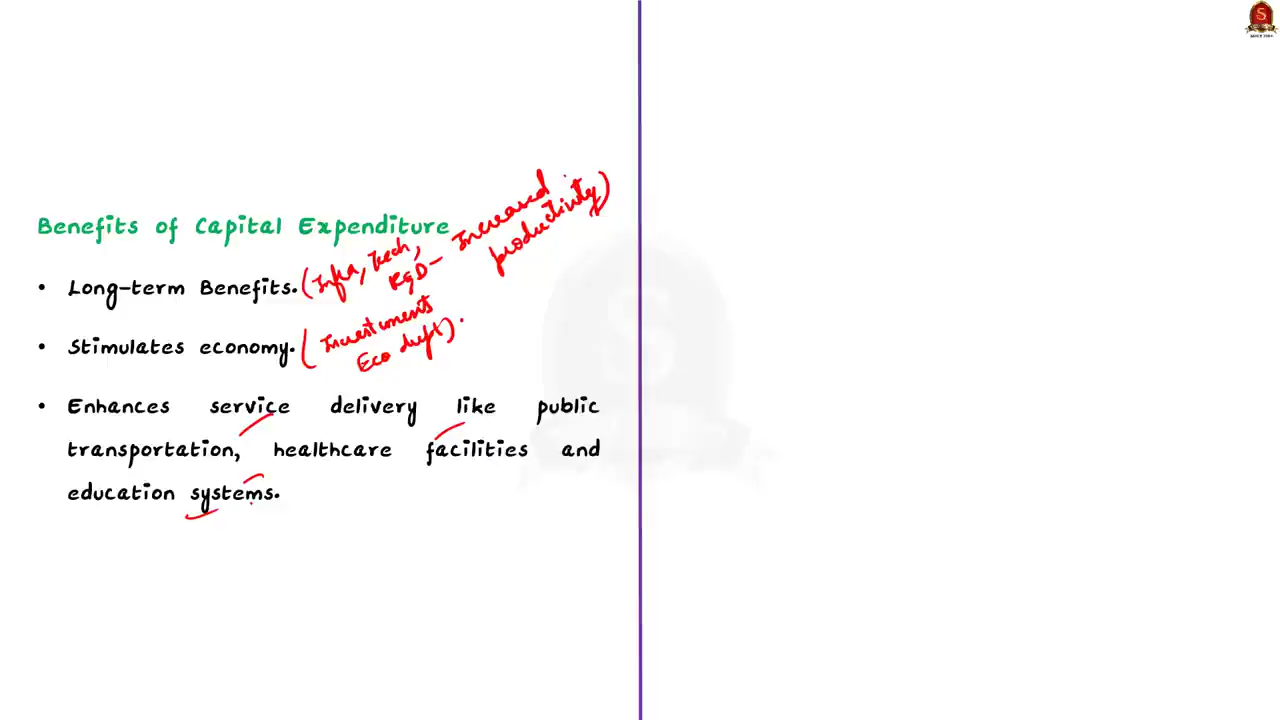 Benefits of Capital Expenditure
• Long-term Benefits. (Infra, Tech,
R&D - Increased
productivity)
• Stimulates economy. (Investments
Eco devpt).
• Enhances service delivery like public
transportation, healthcare facilities and
education systems.
S